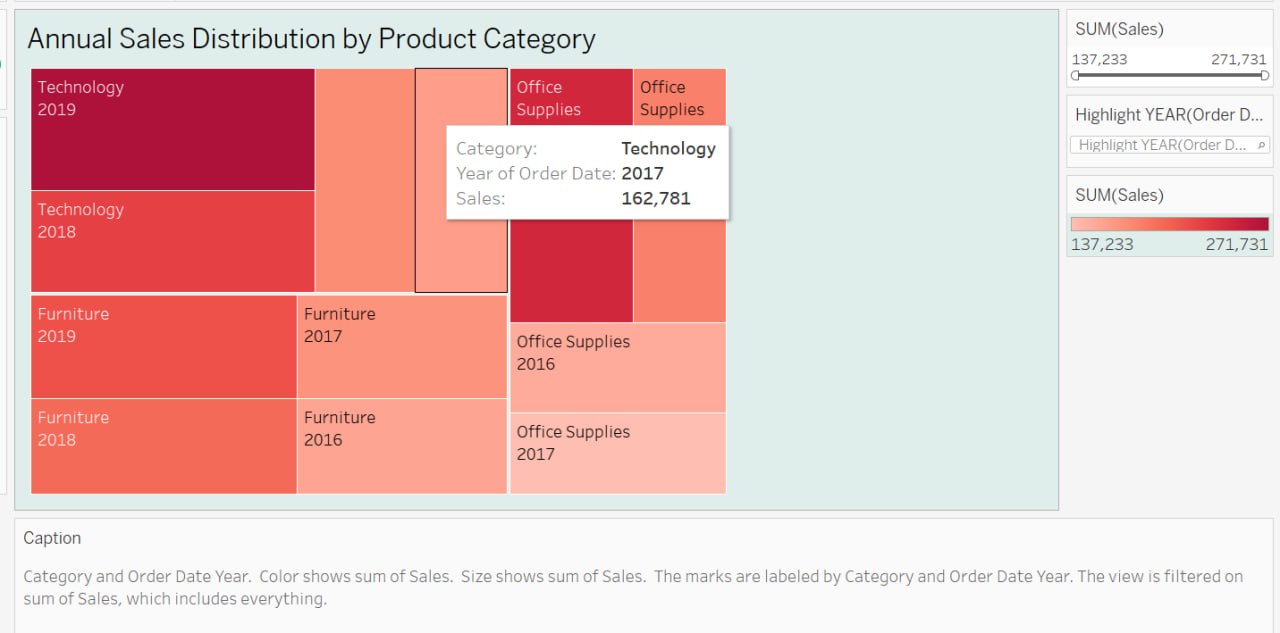 Annual Sales Distribution by Product Category
Technology
2019
Technology
2018
Furniture
2019
Furniture
2018
Furniture
2017
Furniture
2016
Office
Supplies
Office
Supplies
Category: Technology
Year of Order Date: 2017
Sales: 162,781
Office Supplies
2016
Office Supplies
2017
SUM(Sales)
137,233 271,731
Highlight YEAR(Order D...
Highlight YEAR(Order D...
SUM(Sales)
137,233 271,731
Caption
Category and Order Date Year. Color shows sum of Sales. Size shows sum of Sales. The marks are labeled by Category and Order Date Year. The view is filtered on
sum of Sales, which includes everything.